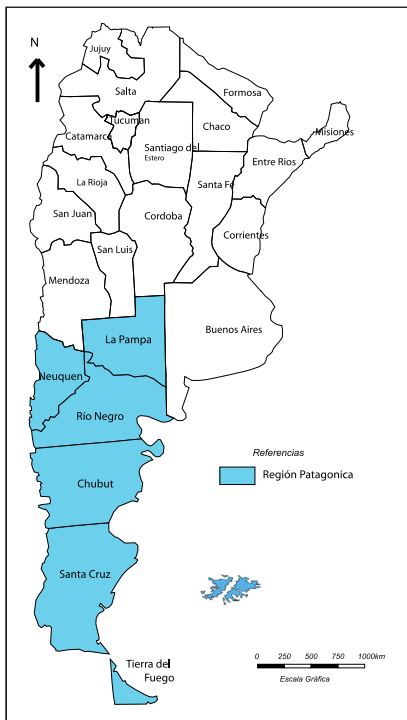 N
Jujuy
Salta
Formosa
Tucuman
Chaco
Misiones
Catamarca
Santiago del
Estero
Entre Rios
La Rioja
Santa Fé
San Juan
Cordoba
Corrientes
San Luis
Mendoza
Buenos Aires
La Pampa
Neuquen
Río Negro
Referencias
Región Patagonica
Chubut
Santa Cruz
Tierra del
Fuego
0 250 500 750 1000km
Escala Gráfica